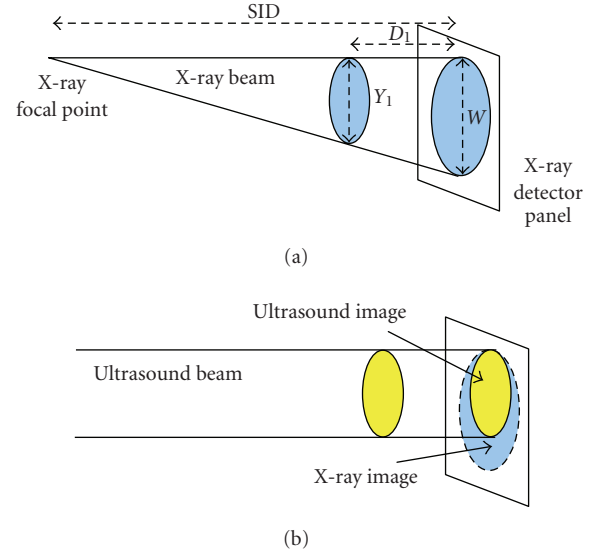 SID
D₁
X-ray
focal point
X-ray beam
Y₁
W
X-ray
detector
panel
(a)
Ultrasound image
Ultrasound beam
X-ray image
(b)